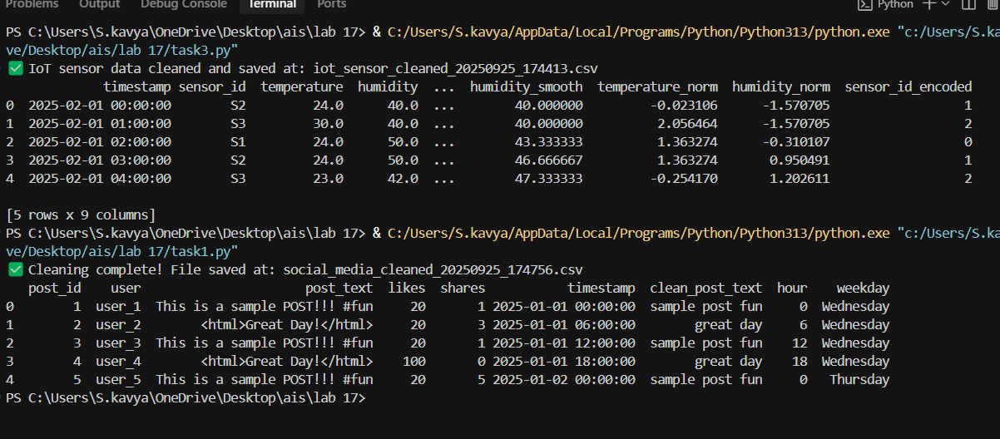 Problems Output Debug Console Terminal Ports Python
PS C:\Users\S.kavya\OneDrive\Desktop\ais\lab 17> & C:/Users/S.kavya/AppData/Local/Programs/Python/Python313/python.exe "c:/Users/S.ka
ve/Desktop/ais/lab 17/task3.py"
✅ IoT sensor data cleaned and saved at: iot_sensor_cleaned_20250925_174413.csv
timestamp sensor_id temperature humidity ... humidity_smooth temperature_norm humidity_norm sensor_id_encoded
0 2025-02-01 00:00:00 S2 24.0 40.0 ... 40.000000 -0.023106 -1.570705 1
1 2025-02-01 01:00:00 S3 30.0 40.0 ... 40.000000 2.056464 -1.570705 2
2 2025-02-01 02:00:00 S1 24.0 50.0 ... 43.333333 1.363274 -0.310107 0
3 2025-02-01 03:00:00 S2 24.0 50.0 ... 46.666667 1.363274 0.950491 1
4 2025-02-01 04:00:00 S3 23.0 42.0 ... 47.333333 -0.254170 1.202611 2
[5 rows x 9 columns]
PS C:\Users\S.kavya\OneDrive\Desktop\ais\lab 17> & C:/Users/S.kavya/AppData/Local/Programs/Python/Python313/python.exe "c:/Users/S.ka
ve/Desktop/ais/lab 17/task1.py"
✅ Cleaning complete! File saved at: social_media_cleaned_20250925_174756.csv
post_id user post_text likes shares timestamp clean_post_text hour weekday
0 1 user_1 This is a sample POST!!! #fun 20 1 2025-01-01 00:00:00 sample post fun 0 Wednesday
1 2 user_2 <html>Great Day!</html> 20 3 2025-01-01 06:00:00 great day 6 Wednesday
2 3 user_3 This is a sample POST!!! #fun 20 1 2025-01-01 12:00:00 sample post fun 12 Wednesday
3 4 user_4 <html>Great Day!</html> 100 0 2025-01-01 18:00:00 great day 18 Wednesday
4 5 user_5 This is a sample POST!!! #fun 20 5 2025-01-02 00:00:00 sample post fun 0 Thursday
PS C:\Users\S.kavya\OneDrive\Desktop\ais\lab 17>